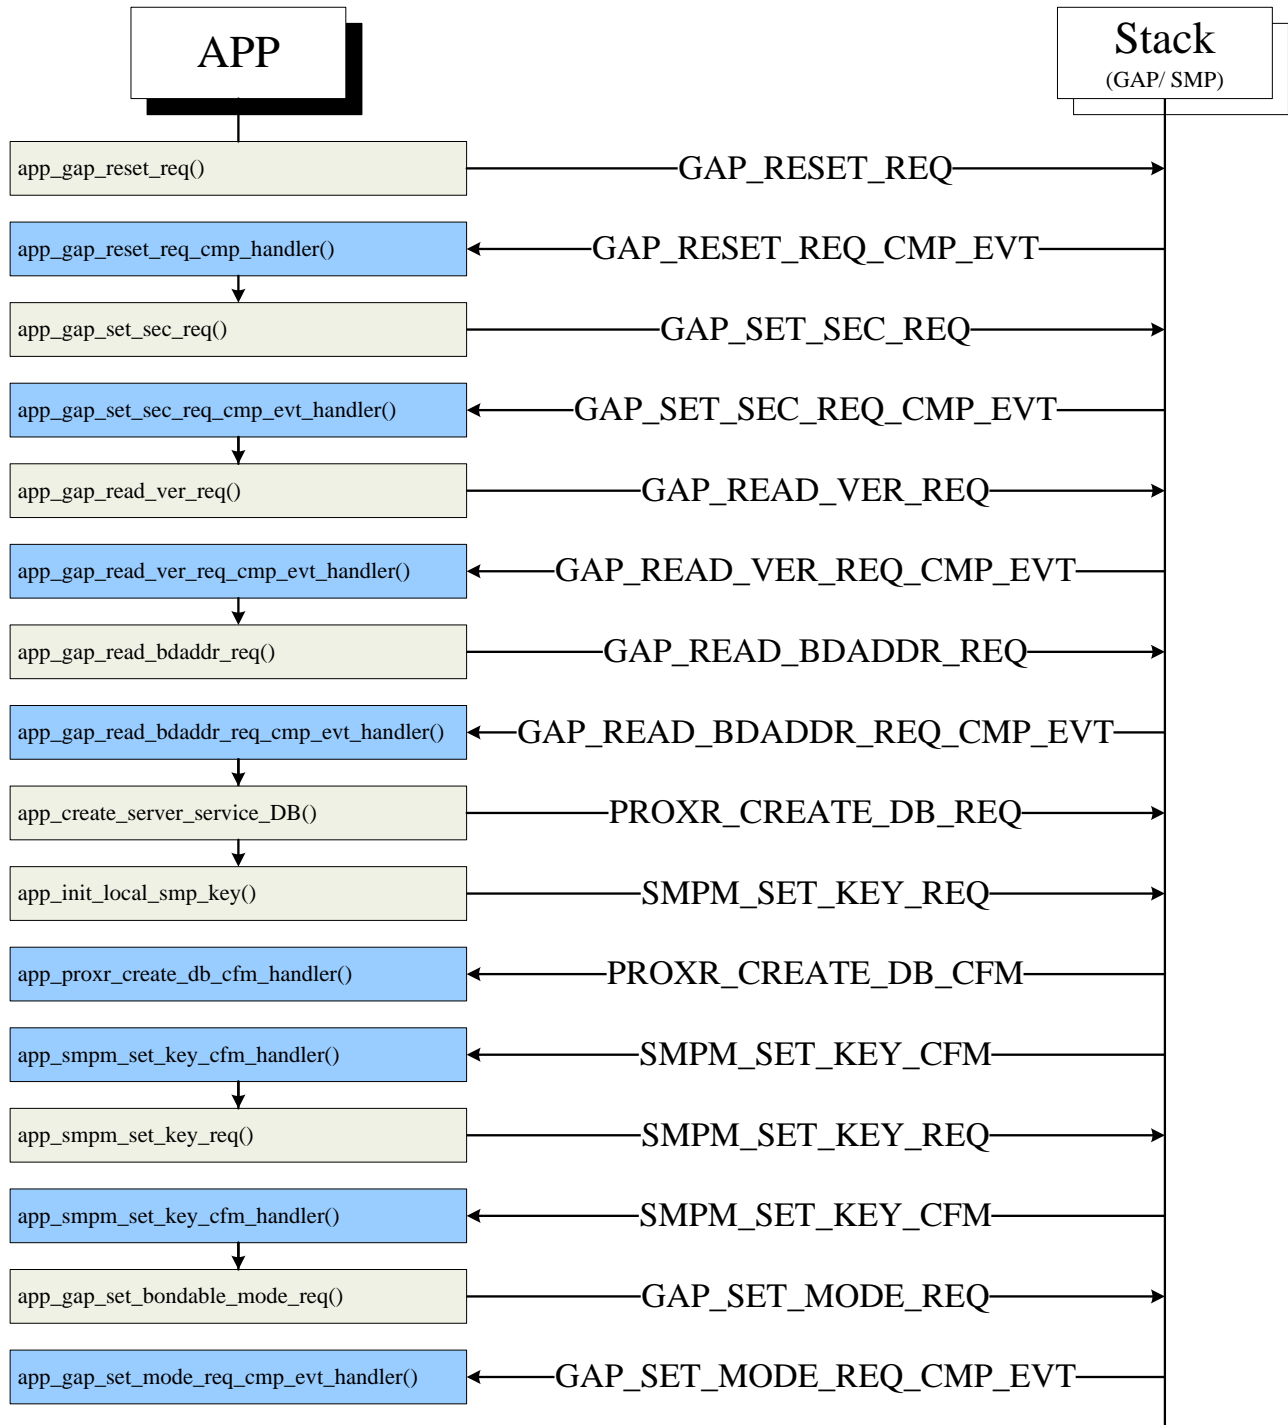 APP
Stack
(GAP/ SMP)
app_gap_reset_req()
GAP_RESET_REQ
app_gap_reset_req_cmp_handler()
GAP_RESET_REQ_CMP_EVT
app_gap_set_sec_req()
GAP_SET_SEC_REQ
app_gap_set_sec_req_cmp_evt_handler()
GAP_SET_SEC_REQ_CMP_EVT
app_gap_read_ver_req()
GAP_READ_VER_REQ
app_gap_read_ver_req_cmp_evt_handler()
GAP_READ_VER_REQ_CMP_EVT
app_gap_read_bdaddr_req()
GAP_READ_BDADDR_REQ
app_gap_read_bdaddr_req_cmp_evt_handler()
GAP_READ_BDADDR_REQ_CMP_EVT
app_create_server_service_DB()
PROXR_CREATE_DB_REQ
app_init_local_smp_key()
SMPM_SET_KEY_REQ
app_proxr_create_db_cfm_handler()
PROXR_CREATE_DB_CFM
app_smpm_set_key_cfm_handler()
SMPM_SET_KEY_CFM
app_smpm_set_key_req()
SMPM_SET_KEY_REQ
app_smpm_set_key_cfm_handler()
SMPM_SET_KEY_CFM
app_gap_set_bondable_mode_req()
GAP_SET_MODE_REQ
app_gap_set_mode_req_cmp_evt_handler()
GAP_SET_MODE_REQ_CMP_EVT